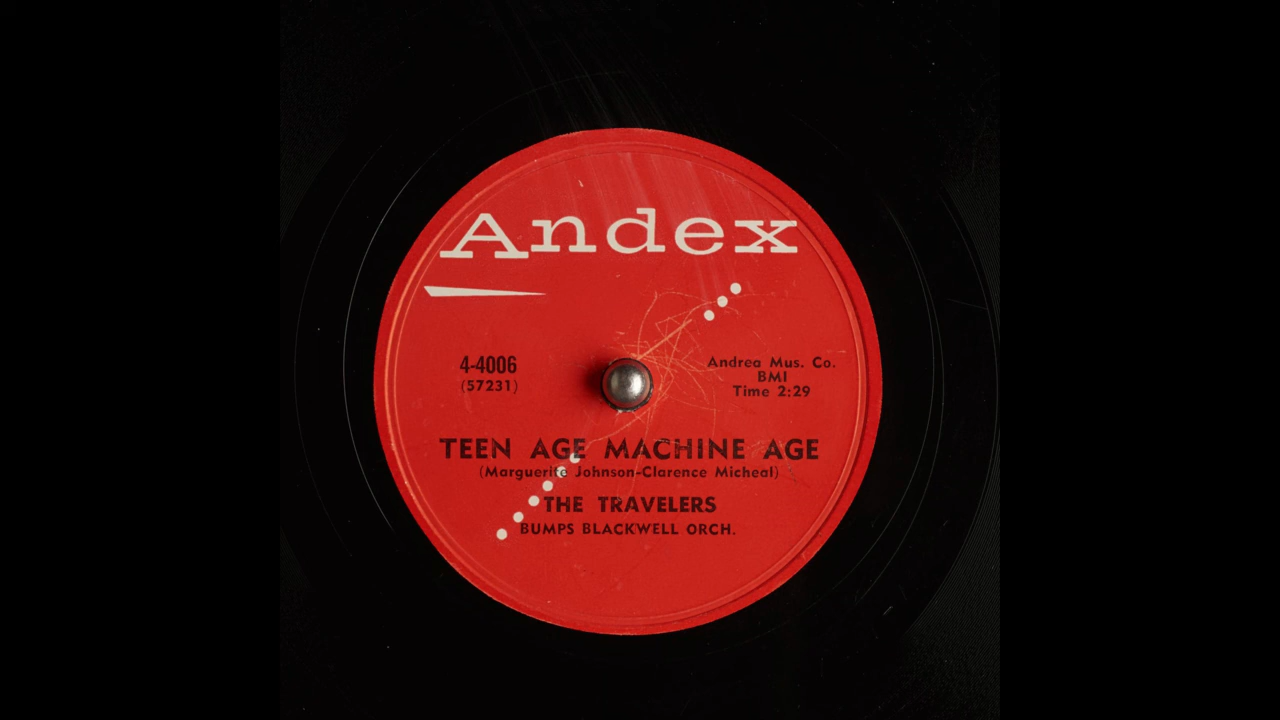 Andex
4-4006
(57231)
Andrea Mus. Co.
BMI
Time 2:29
TEEN AGE MACHINE AGE
(Marguerite Johnson-Clarence Micheal)
THE TRAVELERS
BUMPS BLACKWELL ORCH.